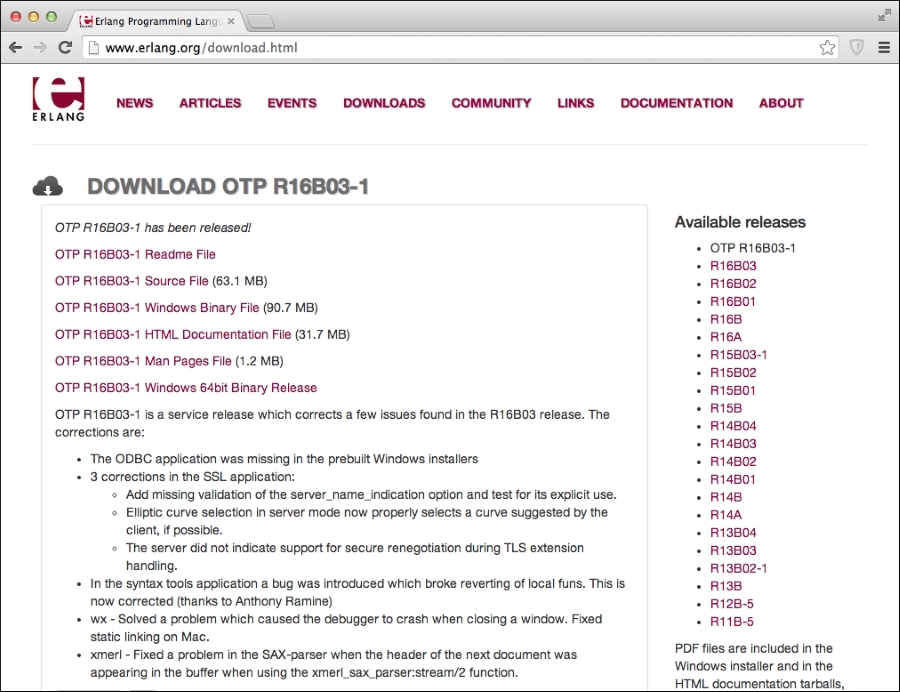 Erlang Programming Lang
www.erlang.org/download.html
ERLANG
NEWS ARTICLES EVENTS DOWNLOADS COMMUNITY LINKS DOCUMENTATION ABOUT
DOWNLOAD OTP R16B03-1
OTP R16B03-1 has been released!
OTP R16B03-1 Readme File
OTP R16B03-1 Source File (63.1 MB)
OTP R16B03-1 Windows Binary File (90.7 MB)
OTP R16B03-1 HTML Documentation File (31.7 MB)
OTP R16B03-1 Man Pages File (1.2 MB)
OTP R16B03-1 Windows 64bit Binary Release
OTP R16B03-1 is a service release which corrects a few issues found in the R16B03 release. The
corrections are:
• The ODBC application was missing in the prebuilt Windows installers
• 3 corrections in the SSL application:
◦ Add missing validation of the server_name_indication option and test for its explicit use.
◦ Elliptic curve selection in server mode now properly selects a curve suggested by the
client, if possible.
◦ The server did not indicate support for secure renegotiation during TLS extension
handling.
• In the syntax tools application a bug was introduced which broke reverting of local funs. This is
now corrected (thanks to Anthony Ramine)
• wx - Solved a problem which caused the debugger to crash when closing a window. Fixed
static linking on Mac.
• xmerl - Fixed a problem in the SAX-parser when the header of the next document was
appearing in the buffer when using the xmerl_sax_parser:stream/2 function.
Available releases
• OTP R16B03-1
• R16B03
• R16B02
• R16B01
• R16B
• R16A
• R15B03-1
• R15B02
• R15B01
• R15B
• R14B04
• R14B03
• R14B02
• R14B01
• R14B
• R14A
• R13B04
• R13B03
• R13B02-1
• R13B
• R12B-5
• R11B-5
PDF files are included in the
Windows installer and in the
HTML documentation tarballs,